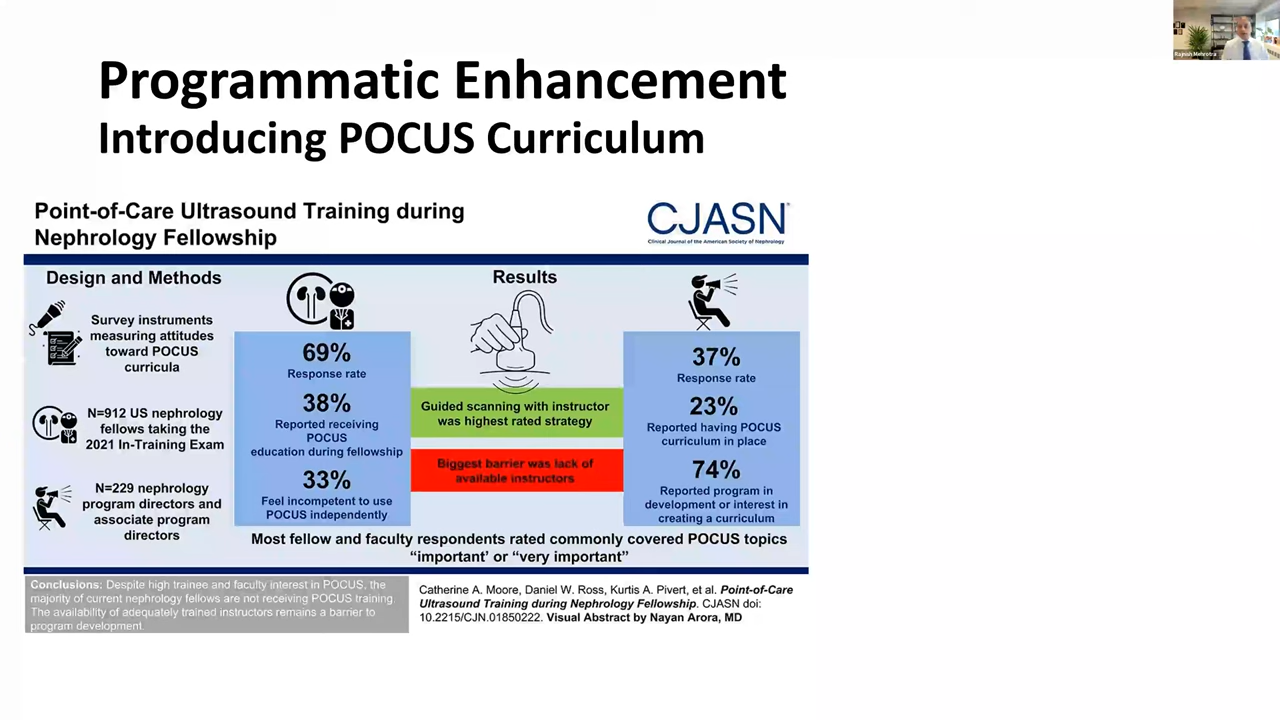 Rajnish Mehrotra
Programmatic Enhancement
Introducing POCUS Curriculum
Point-of-Care Ultrasound Training during
Nephrology Fellowship
CJASN
Clinical Journal of the American Society of Nephrology
Design and Methods
Survey instruments
measuring attitudes
toward POCUS
curricula
N=912 US nephrology
fellows taking the
2021 In-Training Exam
N=229 nephrology
program directors and
associate program
directors
69%
Response rate
38%
Reported receiving
POCUS
education during fellowship
33%
Feel incompetent to use
POCUS independently
Results
Guided scanning with instructor
was highest rated strategy
Biggest barrier was lack of
available instructors
37%
Response rate
23%
Reported having POCUS
curriculum in place
74%
Reported program in
development or interest in
creating a curriculum
Most fellow and faculty respondents rated commonly covered POCUS topics
“important’ or “very important”
Conclusions: Despite high trainee and faculty interest in POCUS, the
majority of current nephrology fellows are not receiving POCUS training.
The availability of adequately trained instructors remains a barrier to
program development.
Catherine A. Moore, Daniel W. Ross, Kurtis A. Pivert, et al. Point-of-Care
Ultrasound Training during Nephrology Fellowship. CJASN doi:
10.2215/CJN.01850222. Visual Abstract by Nayan Arora, MD